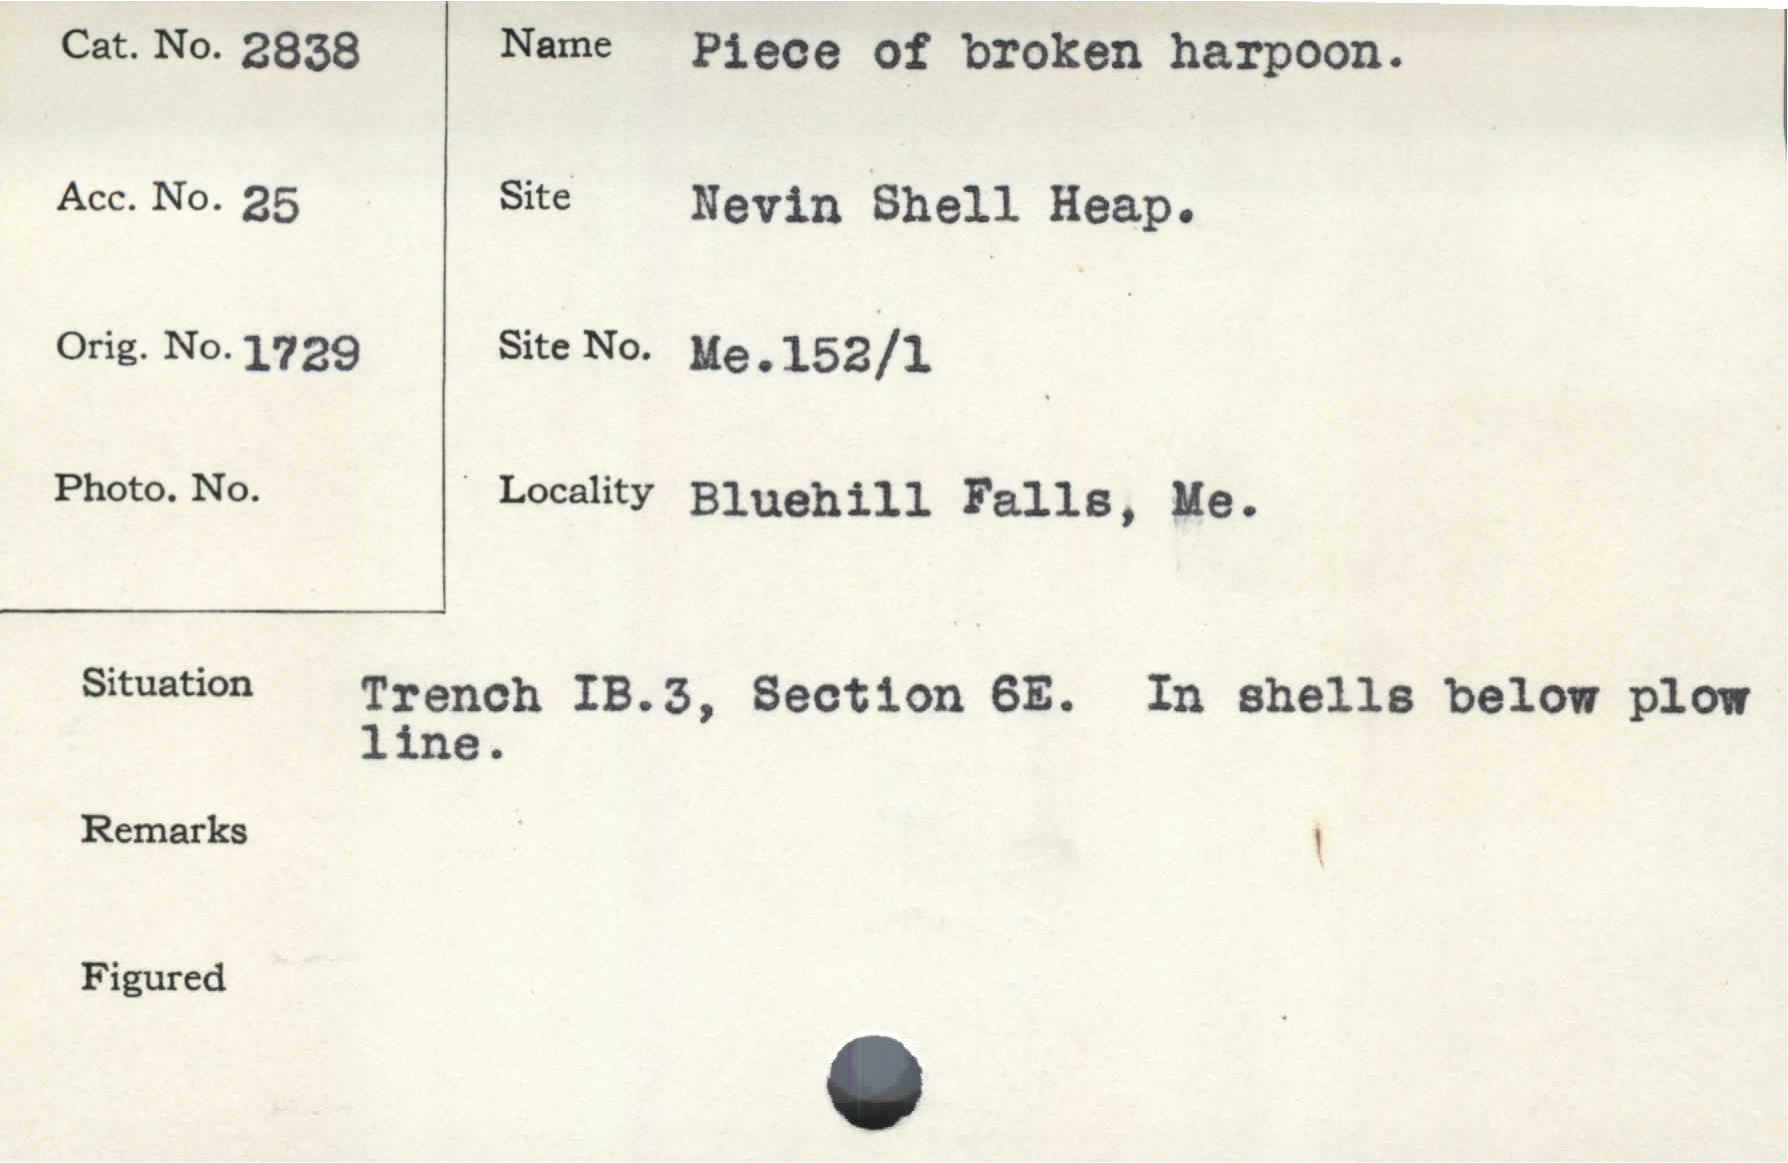 Cat. No. 2838
Name Piece of broken harpoon.
Acc. No. 25
Site Nevin Shell Heap.
Orig. No. 1729
Site No. Me.152/1
Photo. No.
Locality Bluehill Falls, Me.
Situation Trench IB.3, Section 6E. In shells below plow
line.
Remarks
Figured